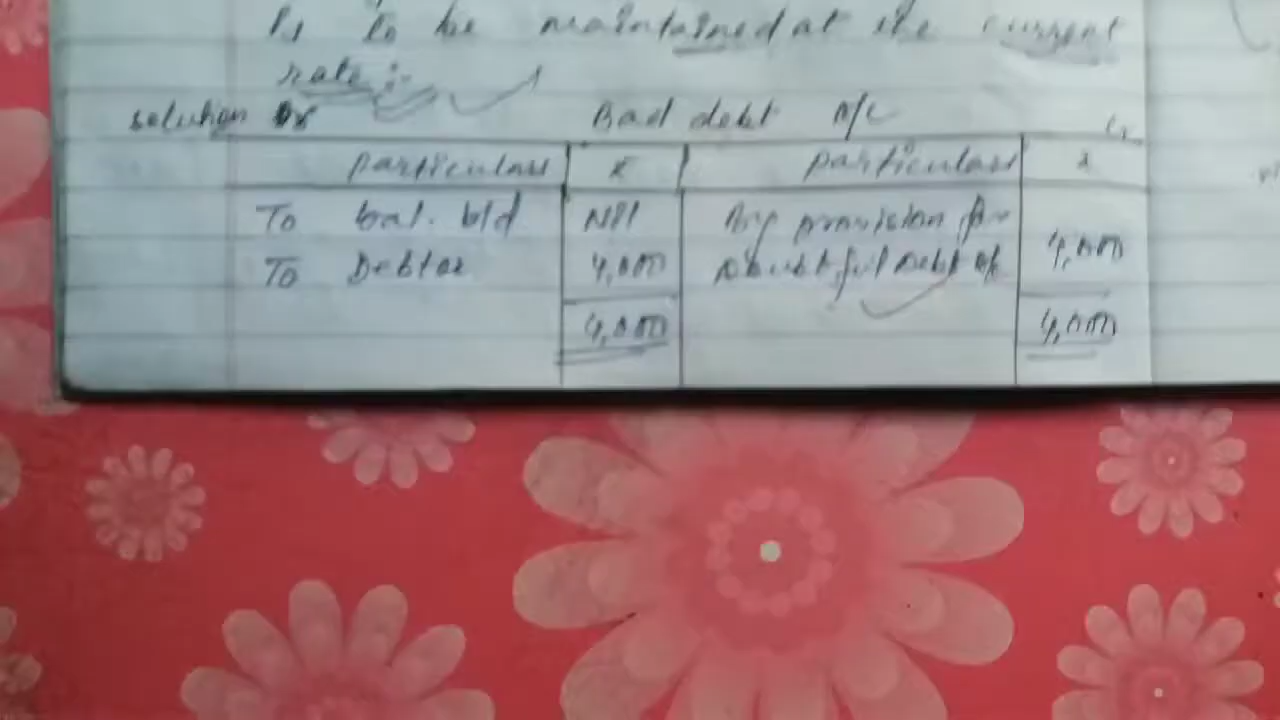 is to be maintained at the current
rate :-
solution Bad debt A/C
particulars ₹ particulars ₹
To bal. b/d Nil By provision for
To Debtor 4,000 Doubtful Debt a/c 4,000
4,000 4,000